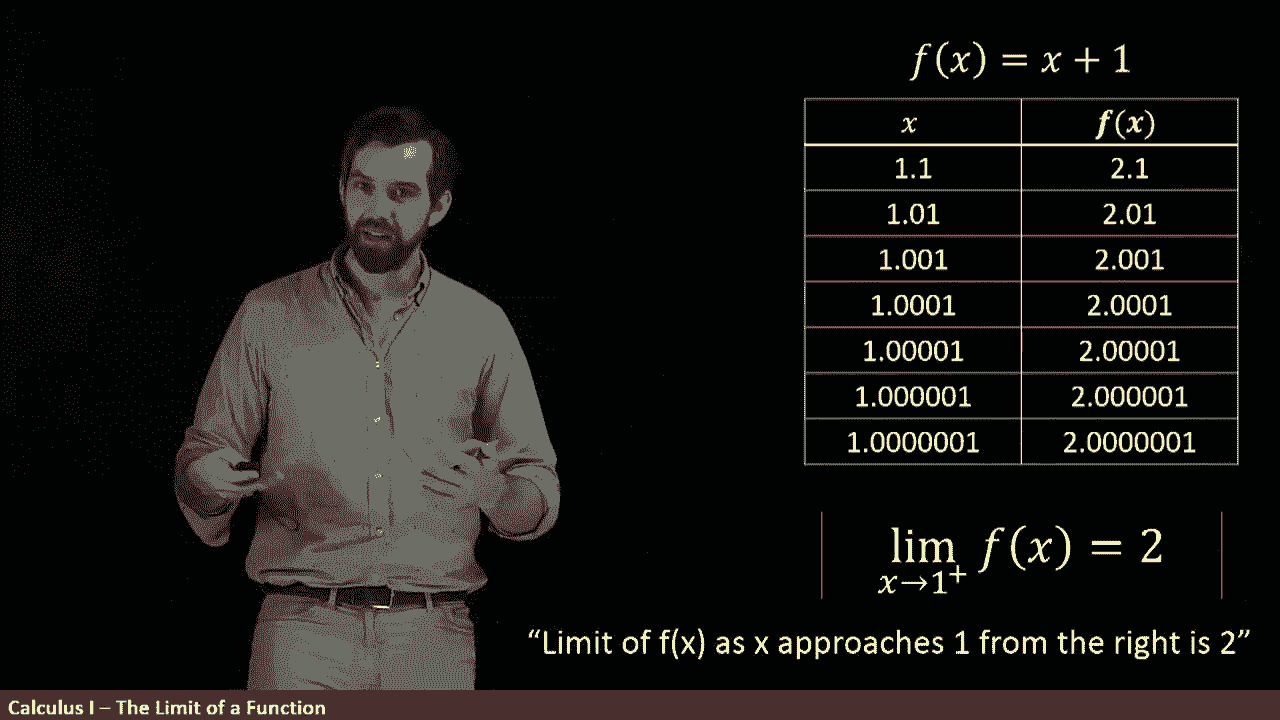 f(x) = x + 1
x f(x)
1.1 2.1
1.01 2.01
1.001 2.001
1.0001 2.0001
1.00001 2.00001
1.000001 2.000001
1.0000001 2.0000001
lim f(x) = 2
x→1⁺
“Limit of f(x) as x approaches 1 from the right is 2”
Calculus I – The Limit of a Function